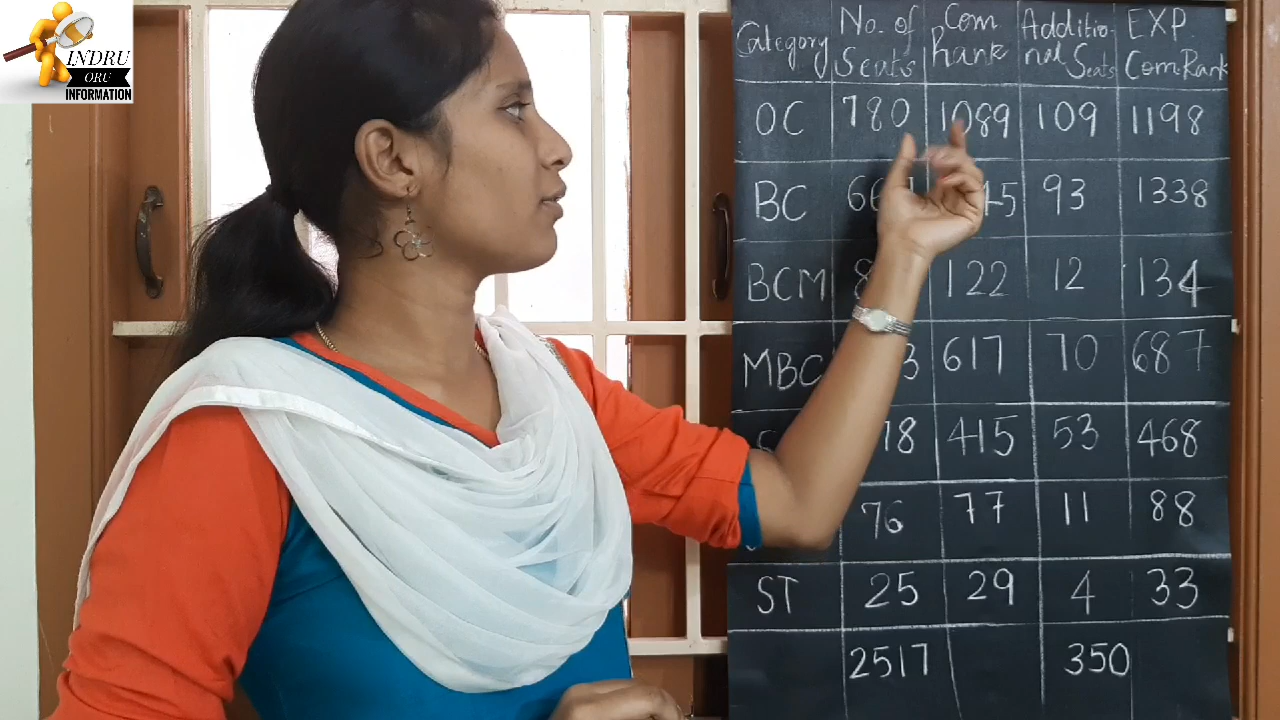 INDRU
ORU
INFORMATION
Category No. of Seats Com Rank Additional Seats EXP Com Rank
OC 780 1089 109 1198
BC 93 1338
BCM 122 12 134
MBC 617 70 687
415 53 468
76 77 11 88
ST 25 29 4 33
2517 350